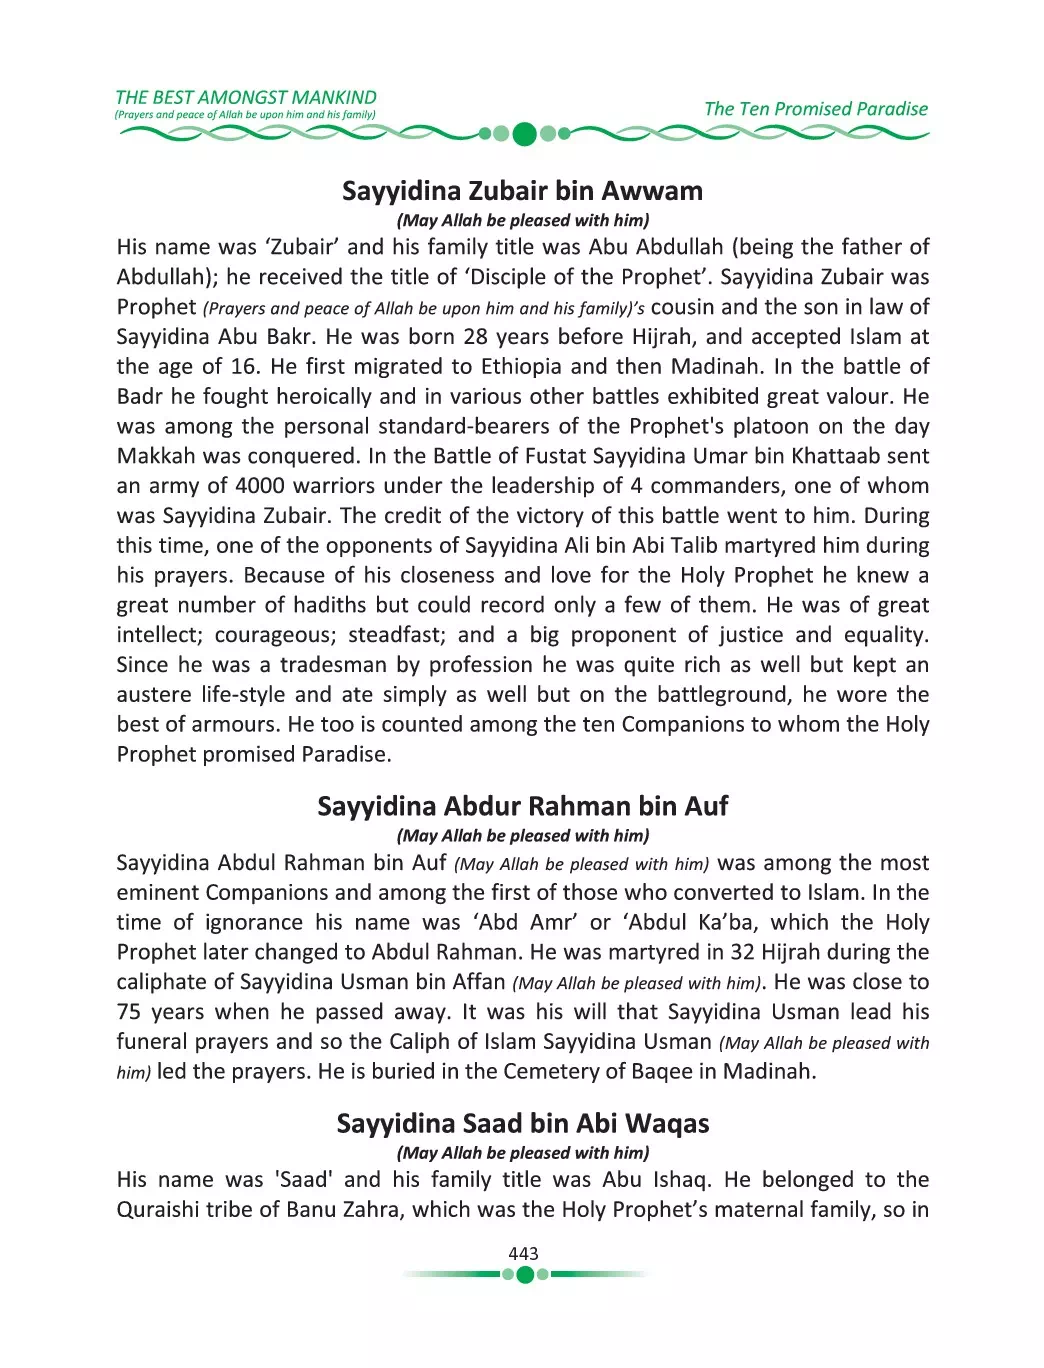 THE BEST AMONGST MANKIND
(Prayers and peace of Allah be upon him and his family)
The Ten Promised Paradise
Sayyidina Zubair bin Awwam
(May Allah be pleased with him)
His name was ‘Zubair’ and his family title was Abu Abdullah (being the father of
Abdullah); he received the title of ‘Disciple of the Prophet’. Sayyidina Zubair was
Prophet (Prayers and peace of Allah be upon him and his family)’s cousin and the son in law of
Sayyidina Abu Bakr. He was born 28 years before Hijrah, and accepted Islam at
the age of 16. He first migrated to Ethiopia and then Madinah. In the battle of
Badr he fought heroically and in various other battles exhibited great valour. He
was among the personal standard-bearers of the Prophet's platoon on the day
Makkah was conquered. In the Battle of Fustat Sayyidina Umar bin Khattaab sent
an army of 4000 warriors under the leadership of 4 commanders, one of whom
was Sayyidina Zubair. The credit of the victory of this battle went to him. During
this time, one of the opponents of Sayyidina Ali bin Abi Talib martyred him during
his prayers. Because of his closeness and love for the Holy Prophet he knew a
great number of hadiths but could record only a few of them. He was of great
intellect; courageous; steadfast; and a big proponent of justice and equality.
Since he was a tradesman by profession he was quite rich as well but kept an
austere life-style and ate simply as well but on the battleground, he wore the
best of armours. He too is counted among the ten Companions to whom the Holy
Prophet promised Paradise.
Sayyidina Abdur Rahman bin Auf
(May Allah be pleased with him)
Sayyidina Abdul Rahman bin Auf (May Allah be pleased with him) was among the most
eminent Companions and among the first of those who converted to Islam. In the
time of ignorance his name was ‘Abd Amr’ or ‘Abdul Ka’ba, which the Holy
Prophet later changed to Abdul Rahman. He was martyred in 32 Hijrah during the
caliphate of Sayyidina Usman bin Affan (May Allah be pleased with him). He was close to
75 years when he passed away. It was his will that Sayyidina Usman lead his
funeral prayers and so the Caliph of Islam Sayyidina Usman (May Allah be pleased with
him) led the prayers. He is buried in the Cemetery of Baqee in Madinah.
Sayyidina Saad bin Abi Waqas
(May Allah be pleased with him)
His name was 'Saad' and his family title was Abu Ishaq. He belonged to the
Quraishi tribe of Banu Zahra, which was the Holy Prophet’s maternal family, so in
443